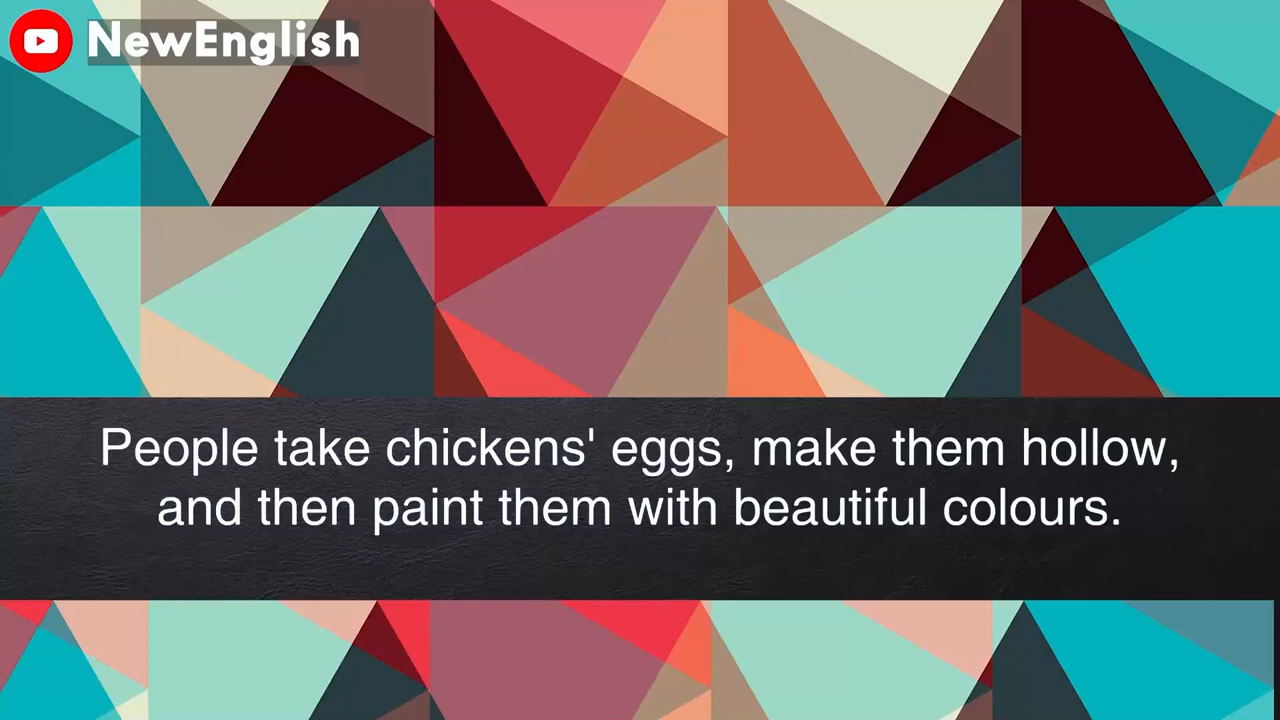 NewEnglish
People take chickens' eggs, make them hollow,
and then paint them with beautiful colours.